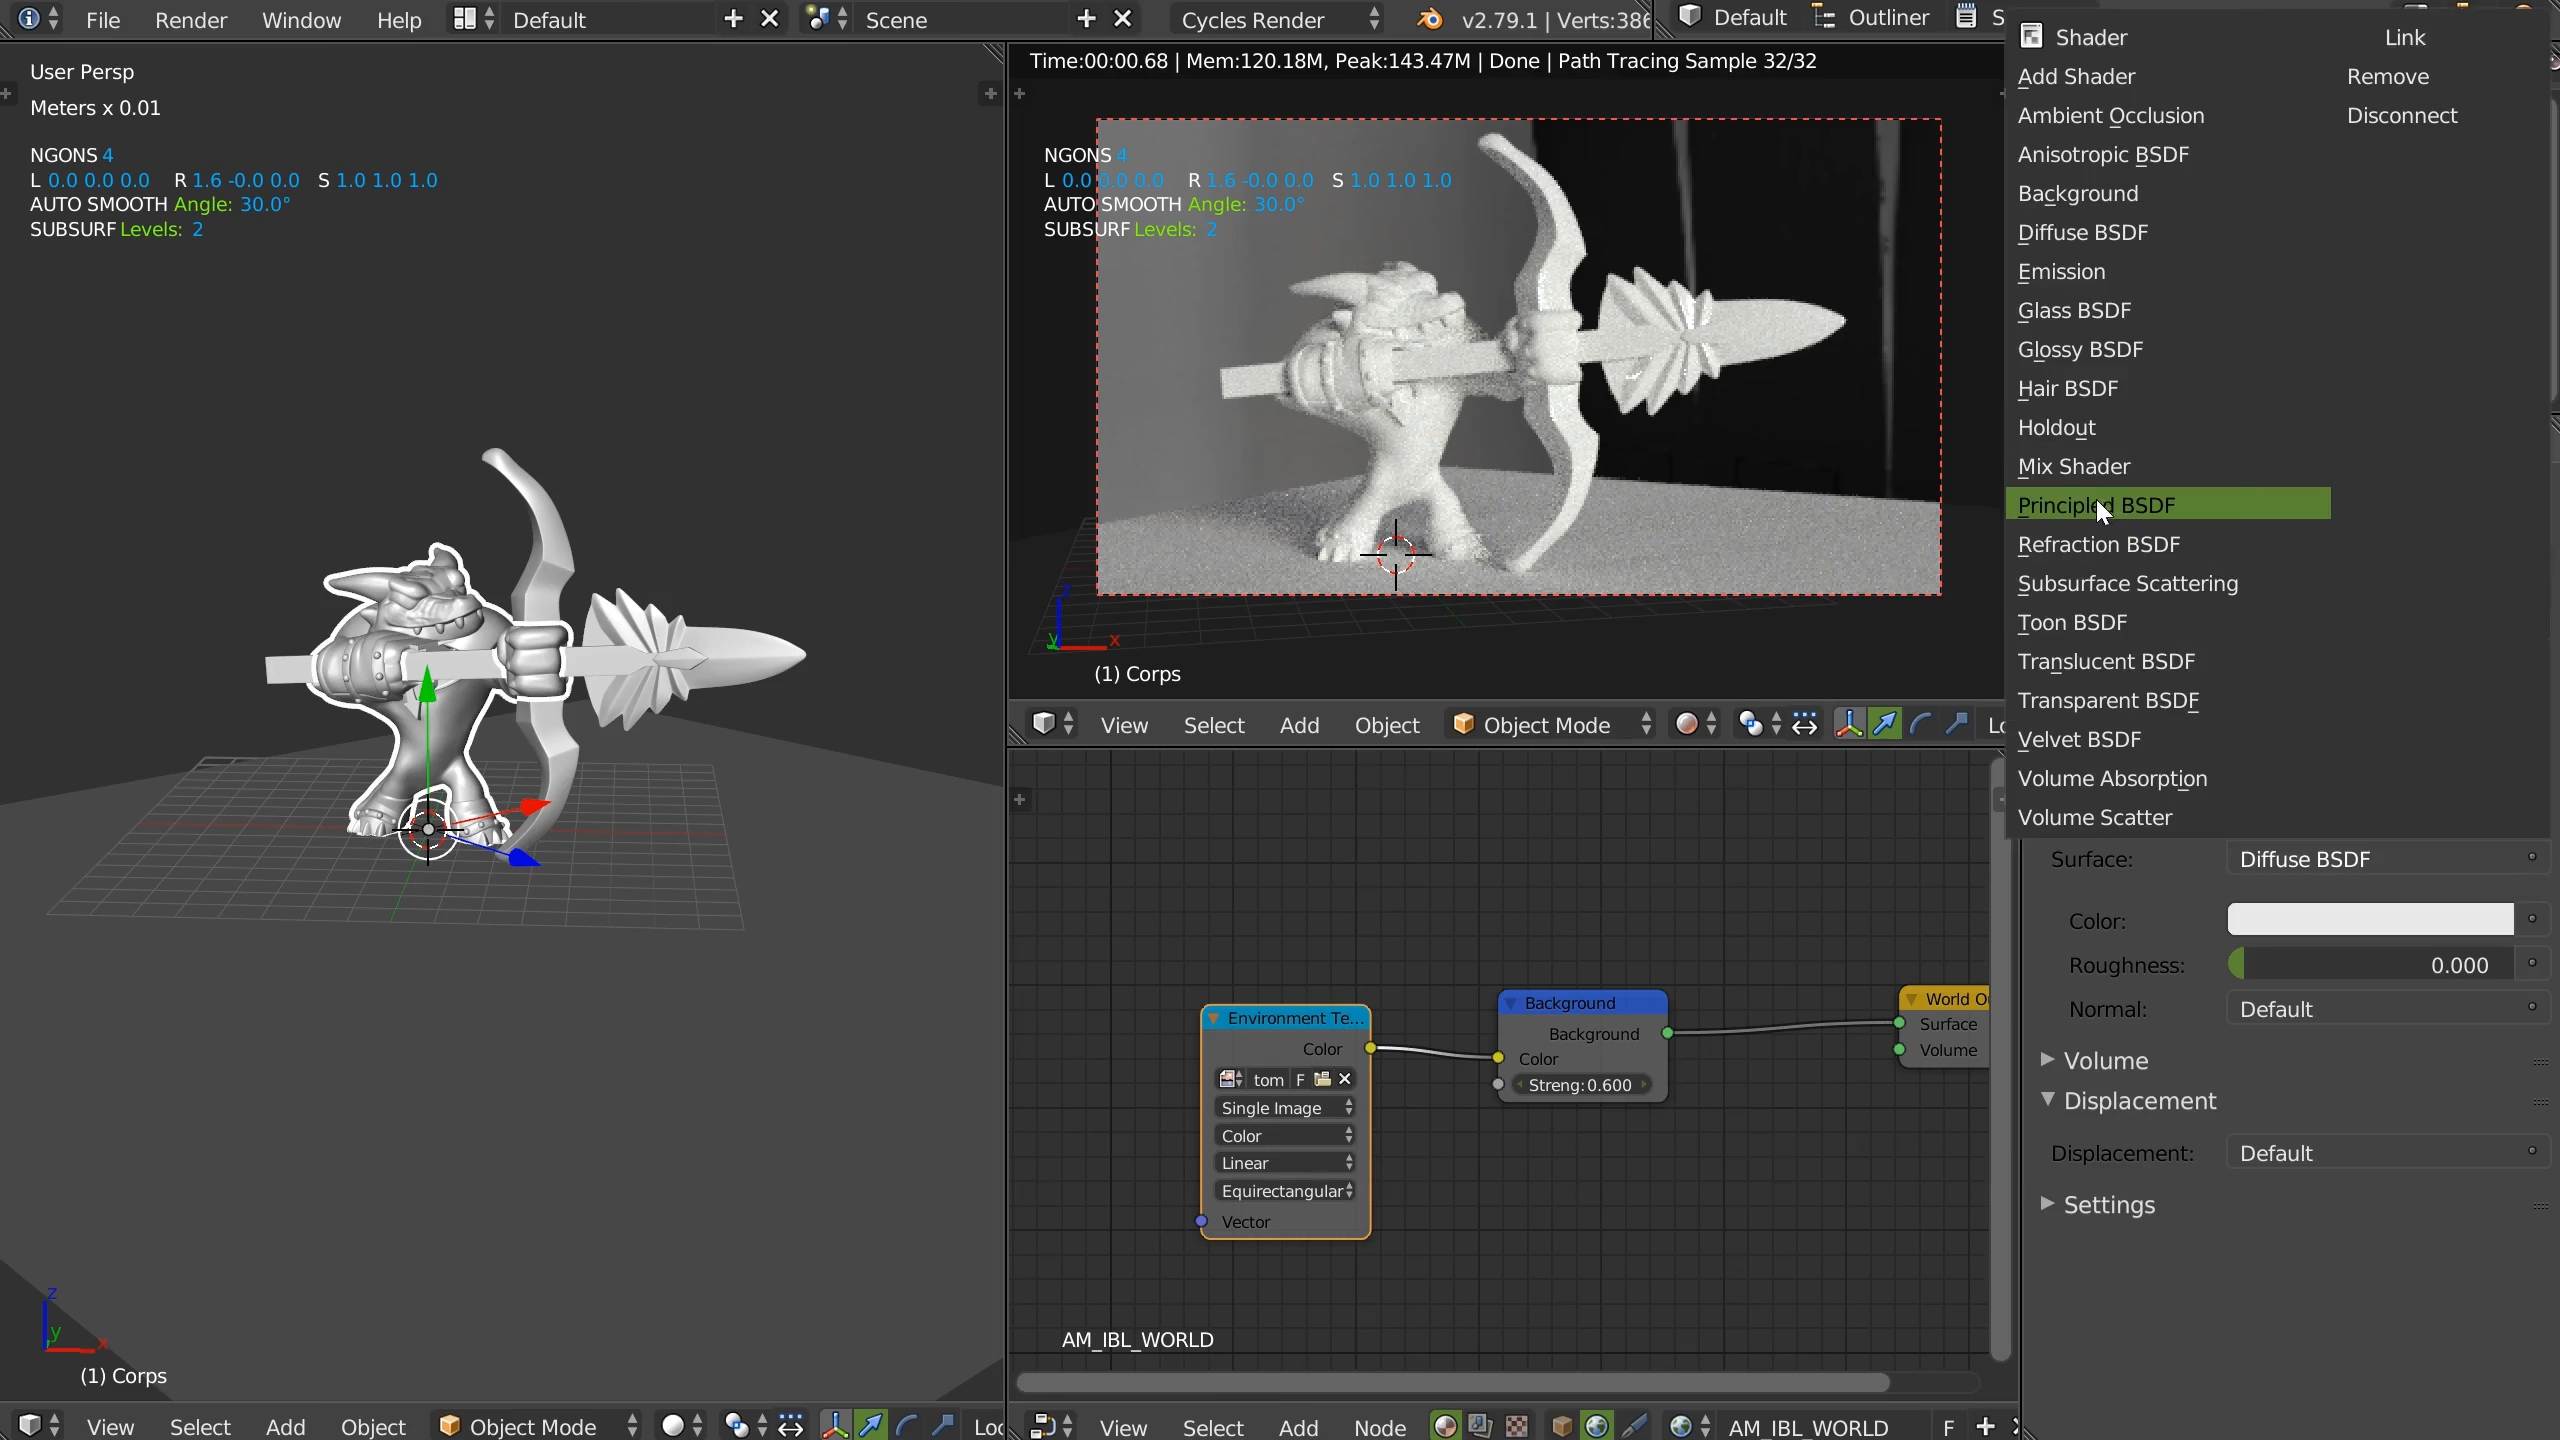 File Render Window Help Default Scene Cycles Render v2.79.1 | Verts:386 Default Outliner S
User Persp
Meters x 0.01
NGONS 4
L 0.0 0.0 0.0 R 1.6 -0.0 0.0 S 1.0 1.0 1.0
AUTO SMOOTH Angle: 30.0°
SUBSURF Levels: 2
z
y
x
(1) Corps
View Select Add Object Object Mode Loc
Time:00:00.68 | Mem:120.18M, Peak:143.47M | Done | Path Tracing Sample 32/32
NGONS 4
L 0.0 0.0 0.0 R 1.6 -0.0 0.0 S 1.0 1.0 1.0
AUTO SMOOTH Angle: 30.0°
SUBSURF Levels: 2
z
y x
(1) Corps
View Select Add Object Object Mode Lo
Environment Te...
Color
tom F
Single Image
Color
Linear
Equirectangular
Vector
Background
Background
Color
Streng:0.600
World O
Surface
Volume
AM_IBL_WORLD
View Select Add Node AM_IBL_WORLD F
Shader Link
Add Shader Remove
Ambient Occlusion Disconnect
Anisotropic BSDF
Background
Diffuse BSDF
Emission
Glass BSDF
Glossy BSDF
Hair BSDF
Holdout
Mix Shader
Principled BSDF
Refraction BSDF
Subsurface Scattering
Toon BSDF
Translucent BSDF
Transparent BSDF
Velvet BSDF
Volume Absorption
Volume Scatter
Surface: Diffuse BSDF
Color:
Roughness: 0.000
Normal: Default
Volume
Displacement
Displacement: Default
Settings